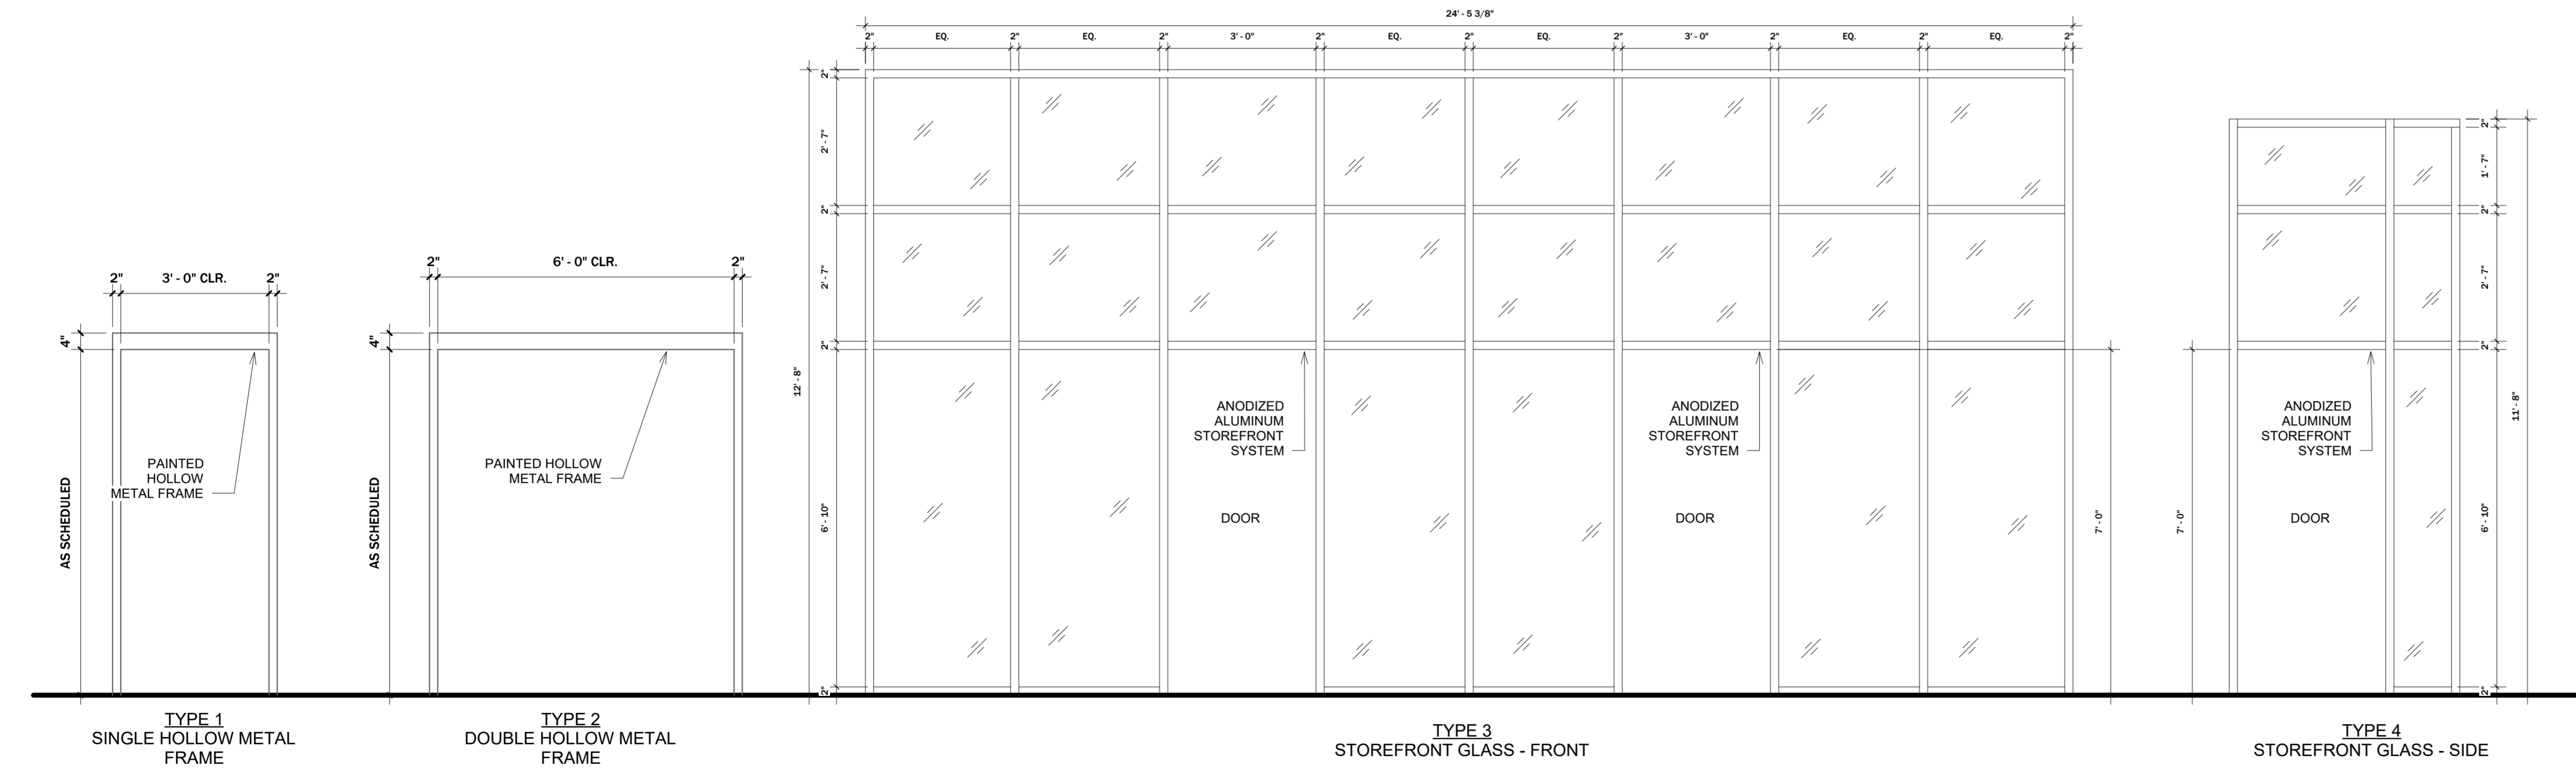 24' - 5 3/8"
2" EQ. 2" EQ. 2" 3' - 0" 2" EQ. 2" EQ. 2" 3' - 0" 2" EQ. 2" EQ. 2"
2"
2' - 7"
2"
2' - 7"
2"
6' - 10"
2"
12' - 8"
2" 3' - 0" CLR. 2"
4"
AS SCHEDULED
PAINTED
HOLLOW
METAL FRAME
2" 6' - 0" CLR. 2"
4"
AS SCHEDULED
PAINTED HOLLOW
METAL FRAME
ANODIZED
ALUMINUM
STOREFRONT
SYSTEM
DOOR
ANODIZED
ALUMINUM
STOREFRONT
SYSTEM
DOOR
7' - 0"
7' - 0"
ANODIZED
ALUMINUM
STOREFRONT
SYSTEM
DOOR
2"
1' - 7"
2"
2' - 7"
2"
6' - 10"
2"
11' - 8"
TYPE 1
SINGLE HOLLOW METAL
FRAME
TYPE 2
DOUBLE HOLLOW METAL
FRAME
TYPE 3
STOREFRONT GLASS - FRONT
TYPE 4
STOREFRONT GLASS - SIDE